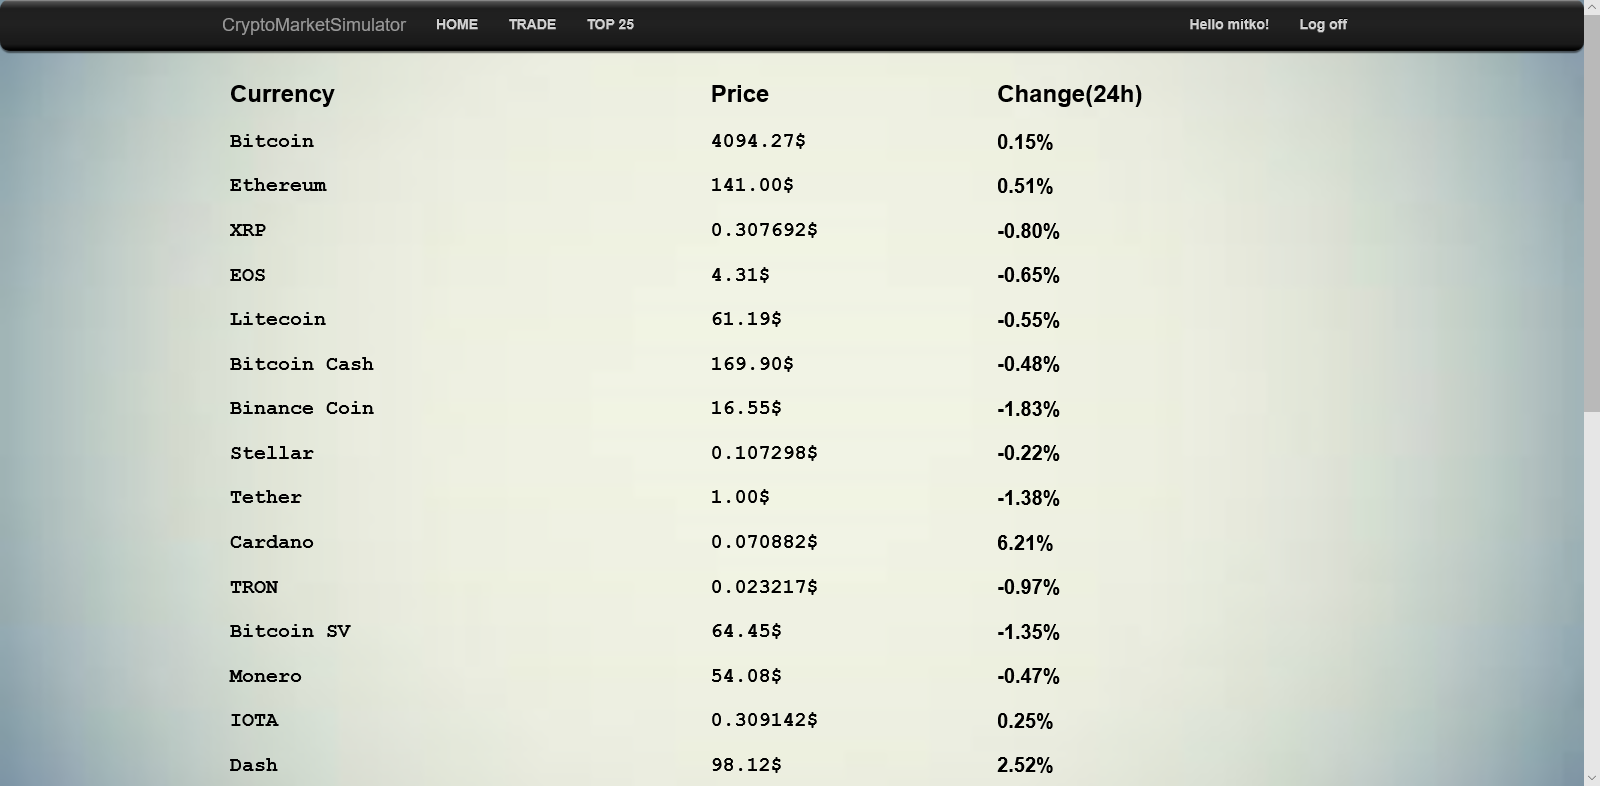 CryptoMarketSimulator HOME TRADE TOP 25 Hello mitko! Log off
Currency Price Change(24h)
Bitcoin 4094.27$ 0.15%
Ethereum 141.00$ 0.51%
XRP 0.307692$ -0.80%
EOS 4.31$ -0.65%
Litecoin 61.19$ -0.55%
Bitcoin Cash 169.90$ -0.48%
Binance Coin 16.55$ -1.83%
Stellar 0.107298$ -0.22%
Tether 1.00$ -1.38%
Cardano 0.070882$ 6.21%
TRON 0.023217$ -0.97%
Bitcoin SV 64.45$ -1.35%
Monero 54.08$ -0.47%
IOTA 0.309142$ 0.25%
Dash 98.12$ 2.52%